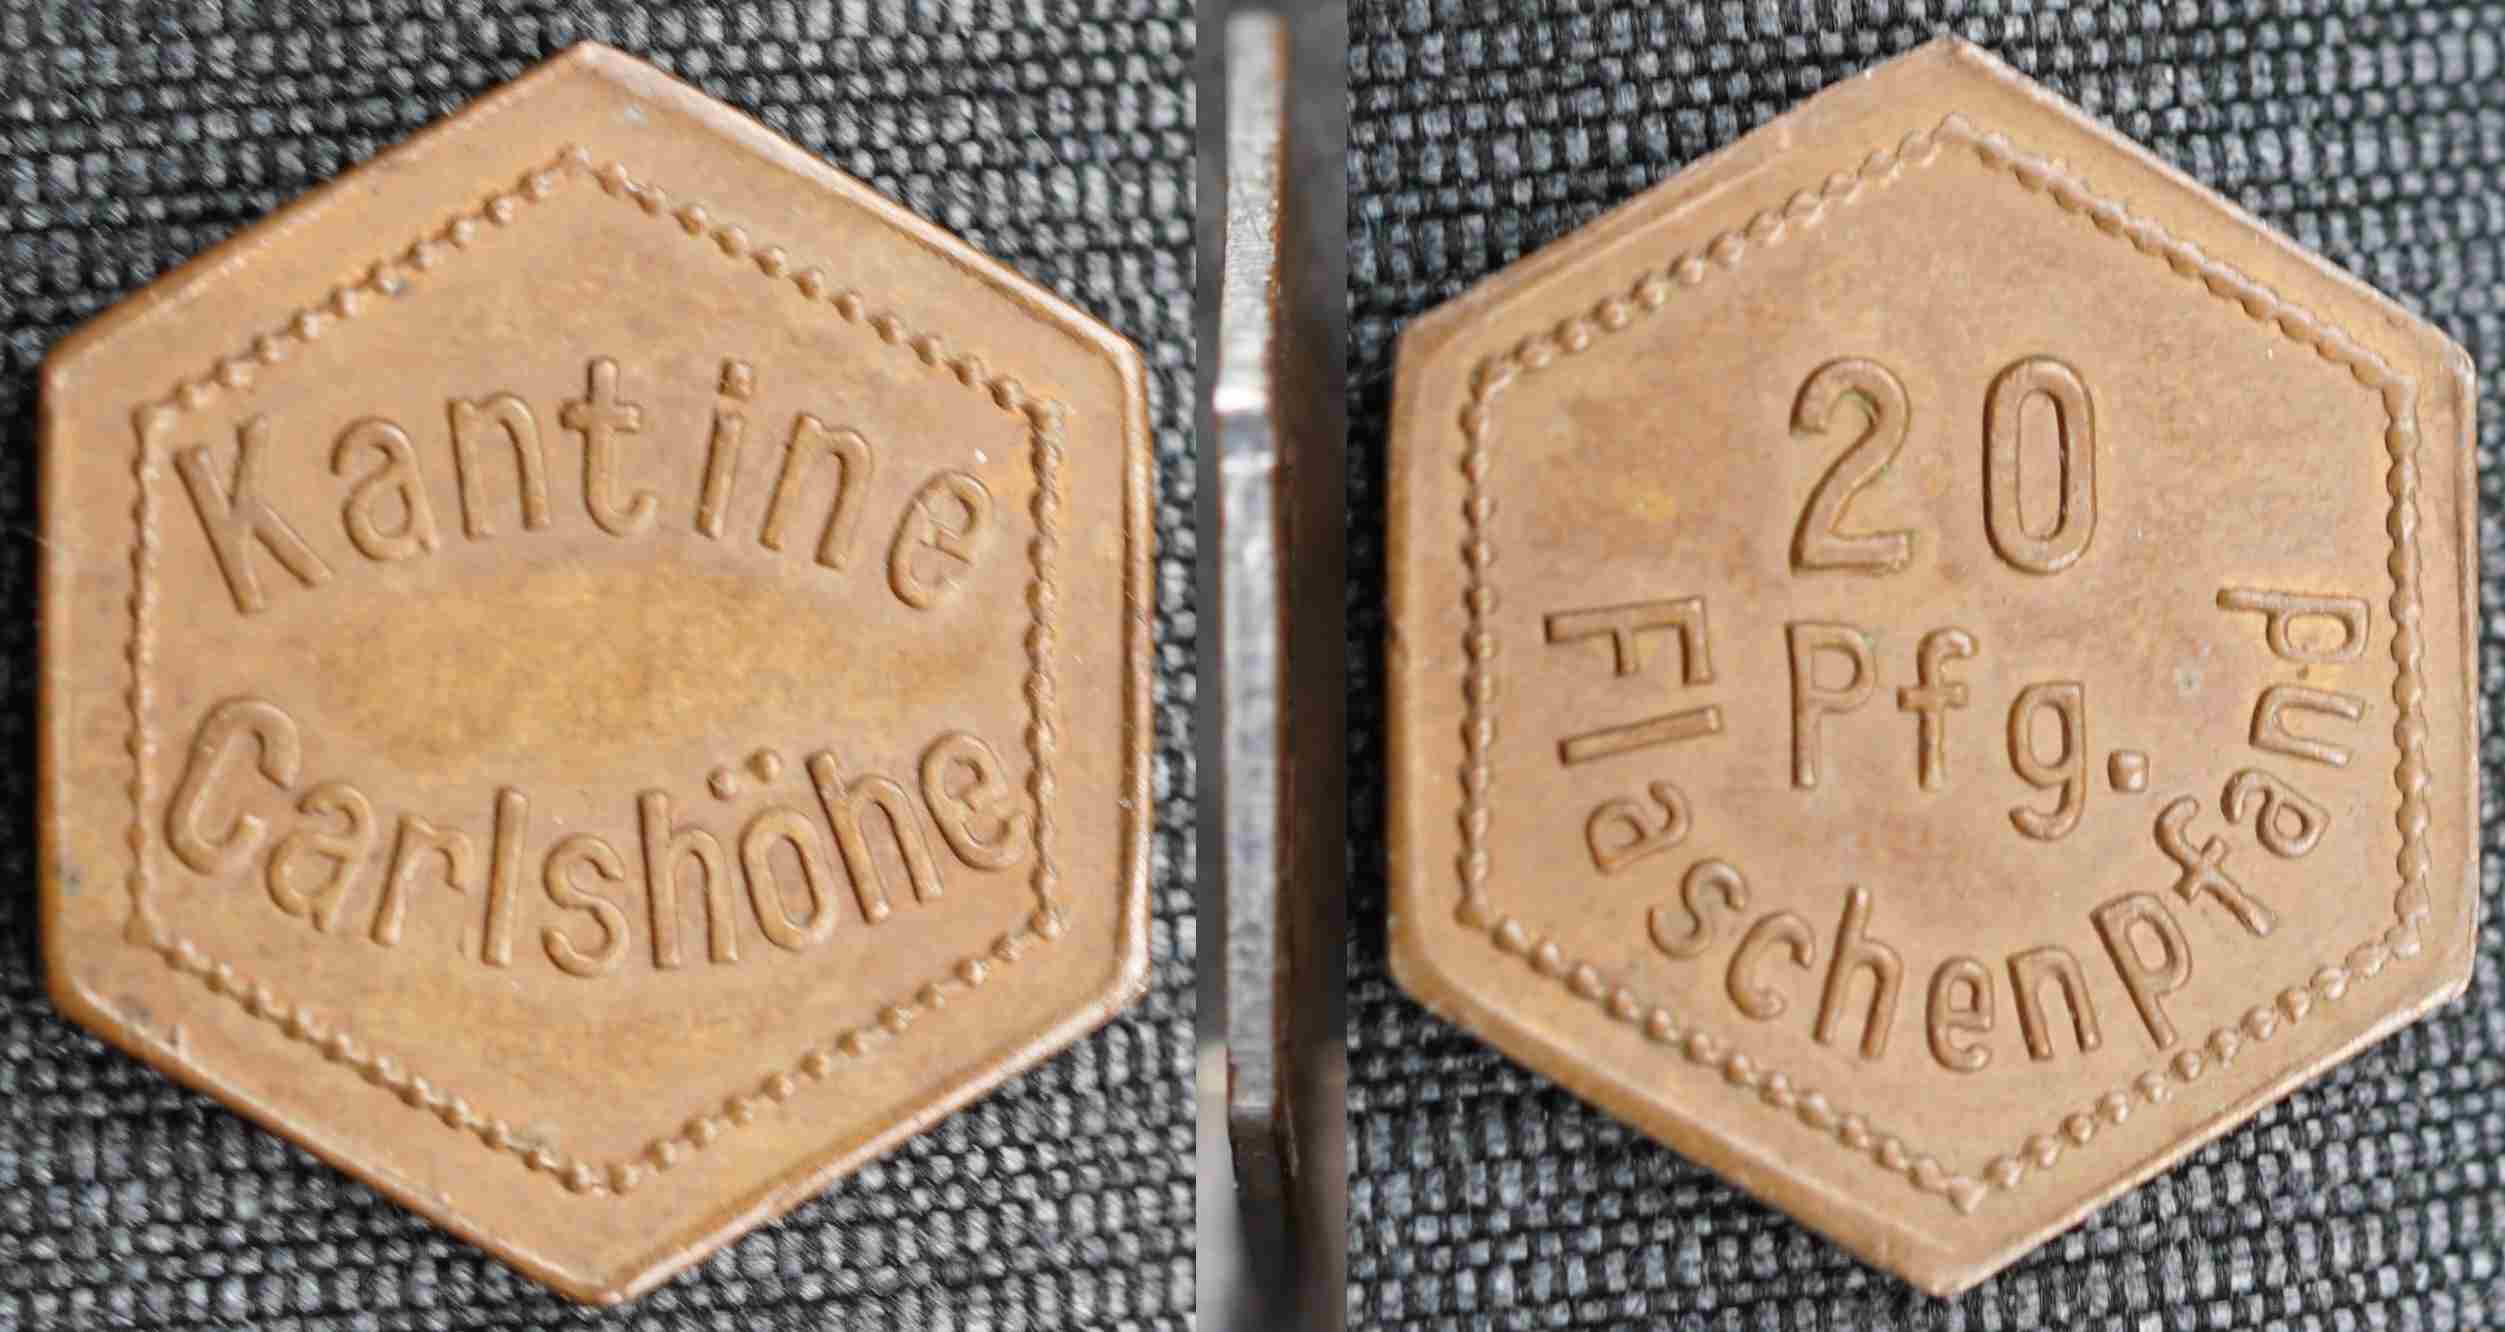 Kantine
Carlshöhe
20
Pfg.
Flaschenpfand